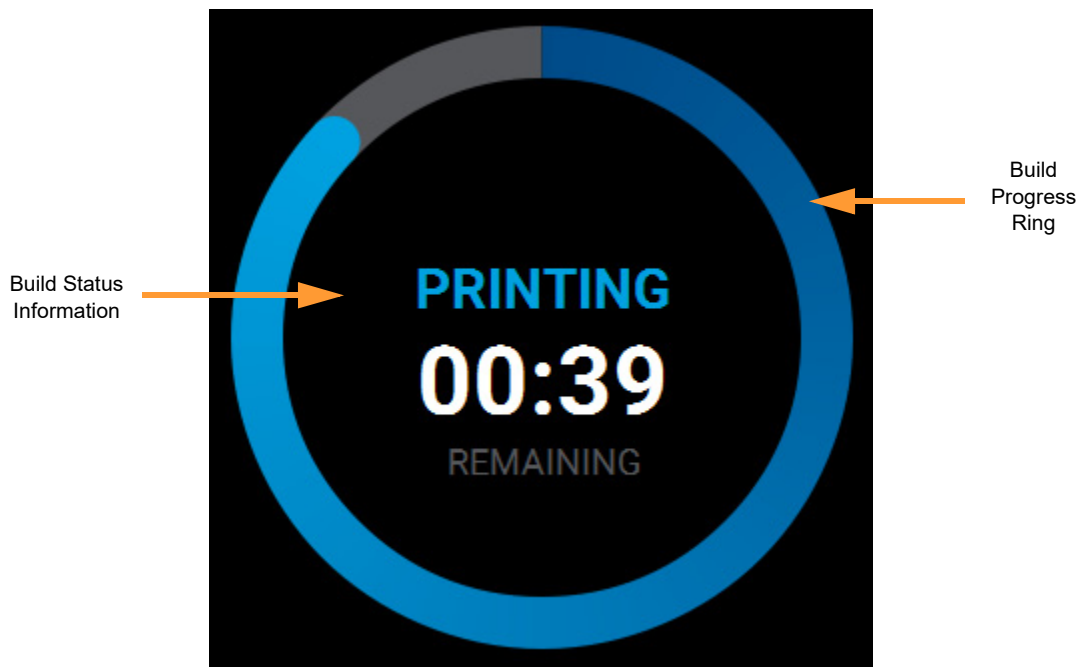 Build Status
Information
PRINTING
00:39
REMAINING
Build
Progress
Ring